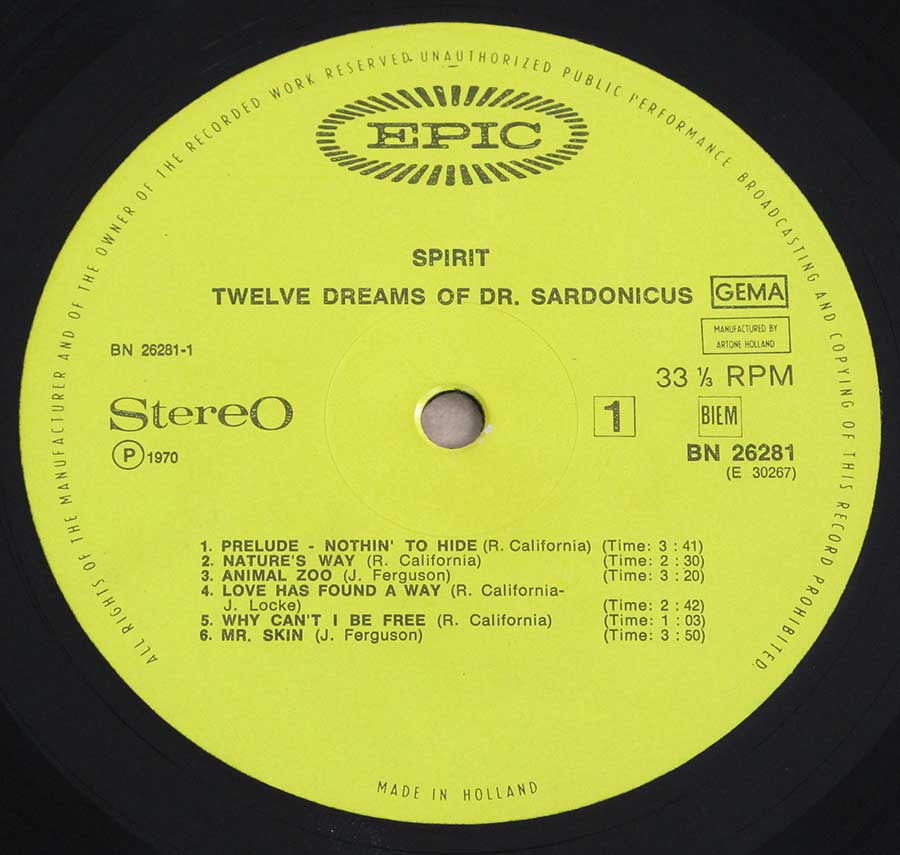 ALL RIGHTS OF THE MANUFACTURER AND OF THE OWNER OF THE RECORDED WORK RESERVED. UNAUTHORIZED PUBLIC PERFORMANCE BROADCASTING AND COPYING OF THIS RECORD PROHIBITED.
EPIC
SPIRIT
TWELVE DREAMS OF DR. SARDONICUS
GEMA
MANUFACTURED BY
ARTONE HOLLAND
BN 26281-1
33 ⅓ RPM
Stereo
1
BIEM
Ⓟ 1970
BN 26281
(E 30267)
1. PRELUDE - NOTHIN' TO HIDE (R. California) (Time: 3 : 41)
2. NATURE'S WAY (R. California) (Time: 2 : 30)
3. ANIMAL ZOO (J. Ferguson) (Time: 3 : 20)
4. LOVE HAS FOUND A WAY (R. California-
J. Locke) (Time: 2 : 42)
5. WHY CAN'T I BE FREE (R. California) (Time: 1 : 03)
6. MR. SKIN (J. Ferguson) (Time: 3 : 50)
MADE IN HOLLAND